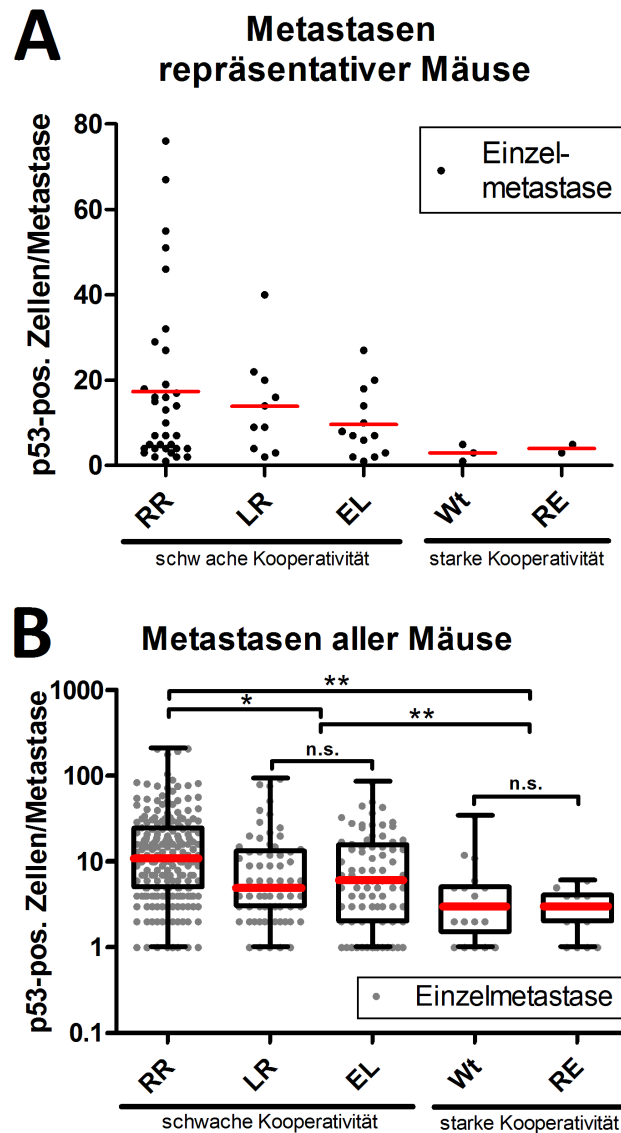 A
Metastasen
repräsentativer Mäuse
p53-pos. Zellen/Metastase
80
60
40
20
0
Einzel-
metastase
RR
LR
EL
Wt
RE
schw ache Kooperativität
starke Kooperativität
B
Metastasen aller Mäuse
p53-pos. Zellen/Metastase
1000
100
10
1
0.1
**
*
**
n.s.
n.s.
Einzelmetastase
RR
LR
EL
Wt
RE
schwache Kooperativität
starke Kooperativität